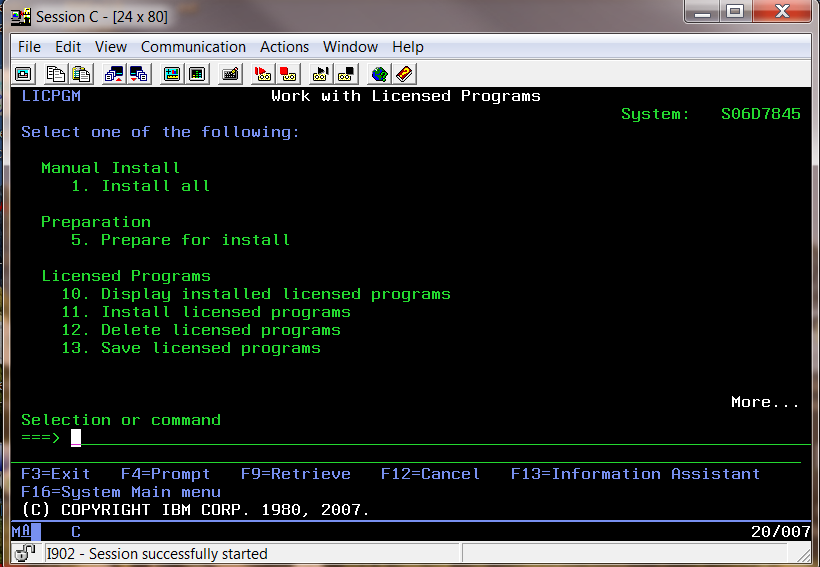 Session C - [24 x 80]
File Edit View Communication Actions Window Help
LICPGM Work with Licensed Programs
System: S06D7845
Select one of the following:
Manual Install
1. Install all
Preparation
5. Prepare for install
Licensed Programs
10. Display installed licensed programs
11. Install licensed programs
12. Delete licensed programs
13. Save licensed programs
More...
Selection or command
===>
F3=Exit F4=Prompt F9=Retrieve F12=Cancel F13=Information Assistant
F16=System Main menu
(C) COPYRIGHT IBM CORP. 1980, 2007.
MA C 20/007
I902 - Session successfully started